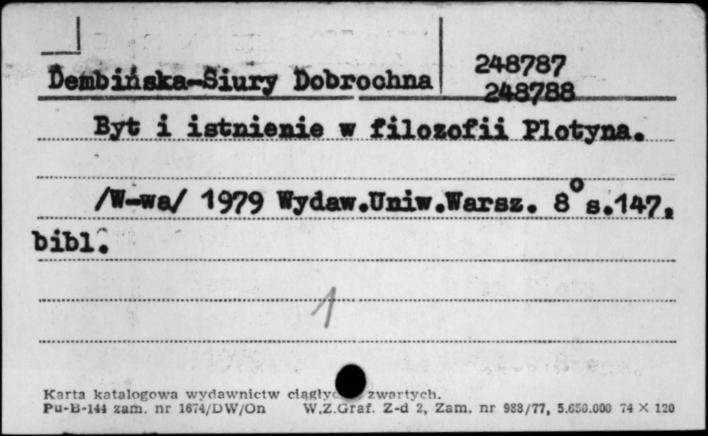 248787
Dembińska-Siury Dobrochna
248788
Byt i istnienie w filozofii Plotyna.
/W-wa/ 1979 Wydaw.Uniw.Warsz. 8° s.147,
bibl.
1
Karta katalogowa wydawnictw ciągłyc zwartych.
Pu-B-144 zam. nr 1674/DW/On W.Z.Graf. Z-d 2, Zam. nr 988/77, 5.650.000 74 X 120